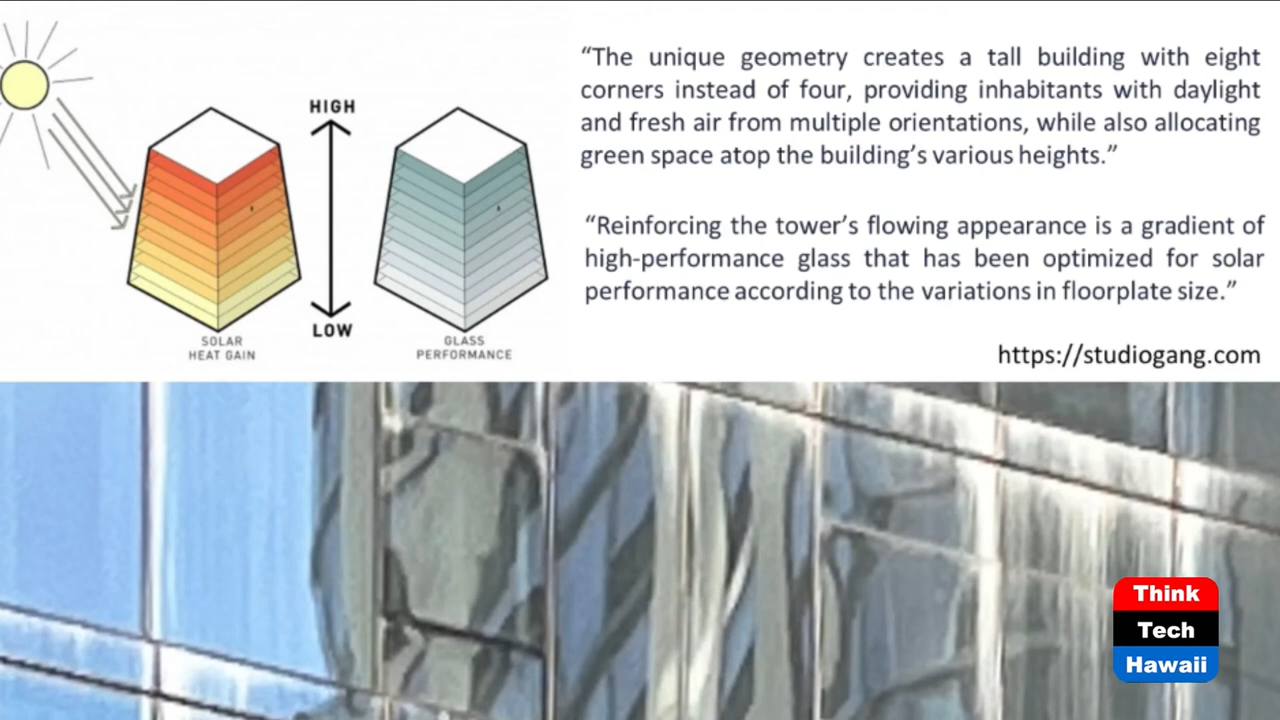 HIGH
LOW
SOLAR
HEAT GAIN
GLASS
PERFORMANCE
“The unique geometry creates a tall building with eight
corners instead of four, providing inhabitants with daylight
and fresh air from multiple orientations, while also allocating
green space atop the building’s various heights.”
“Reinforcing the tower’s flowing appearance is a gradient of
high-performance glass that has been optimized for solar
performance according to the variations in floorplate size.”
https://studiogang.com
Think
Tech
Hawaii